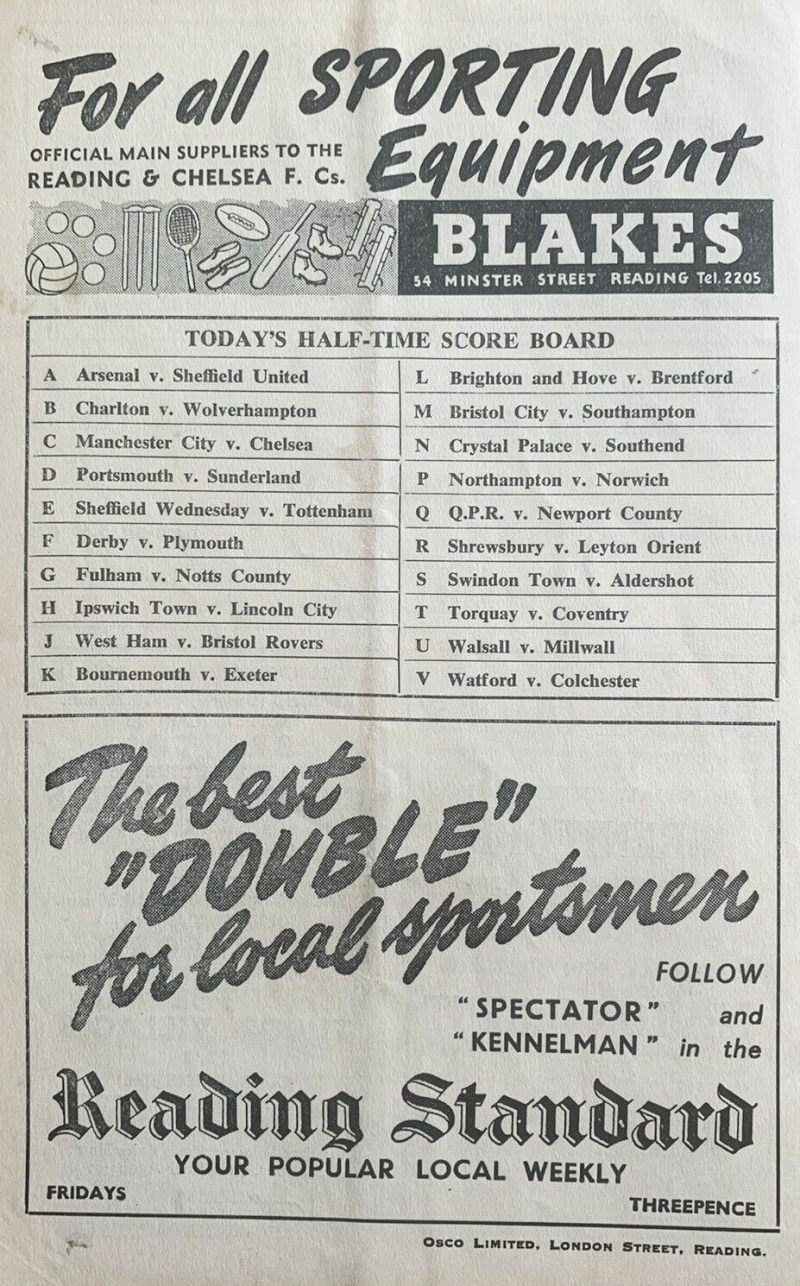 For all SPORTING
OFFICIAL MAIN SUPPLIERS TO THE
READING & CHELSEA F. Cs.
Equipment
BLAKES
54 MINSTER STREET READING Tel. 2205
TODAY'S HALF-TIME SCORE BOARD
A Arsenal v. Sheffield United
B Charlton v. Wolverhampton
C Manchester City v. Chelsea
D Portsmouth v. Sunderland
E Sheffield Wednesday v. Tottenham
F Derby v. Plymouth
G Fulham v. Notts County
H Ipswich Town v. Lincoln City
J West Ham v. Bristol Rovers
K Bournemouth v. Exeter
L Brighton and Hove v. Brentford
M Bristol City v. Southampton
N Crystal Palace v. Southend
P Northampton v. Norwich
Q Q.P.R. v. Newport County
R Shrewsbury v. Leyton Orient
S Swindon Town v. Aldershot
T Torquay v. Coventry
U Walsall v. Millwall
V Watford v. Colchester
The best
"DOUBLE"
for local sportsmen
FOLLOW
"SPECTATOR" and
"KENNELMAN" in the
Reading Standard
YOUR POPULAR LOCAL WEEKLY
FRIDAYS
THREEPENCE
OSCO LIMITED, LONDON STREET, READING.